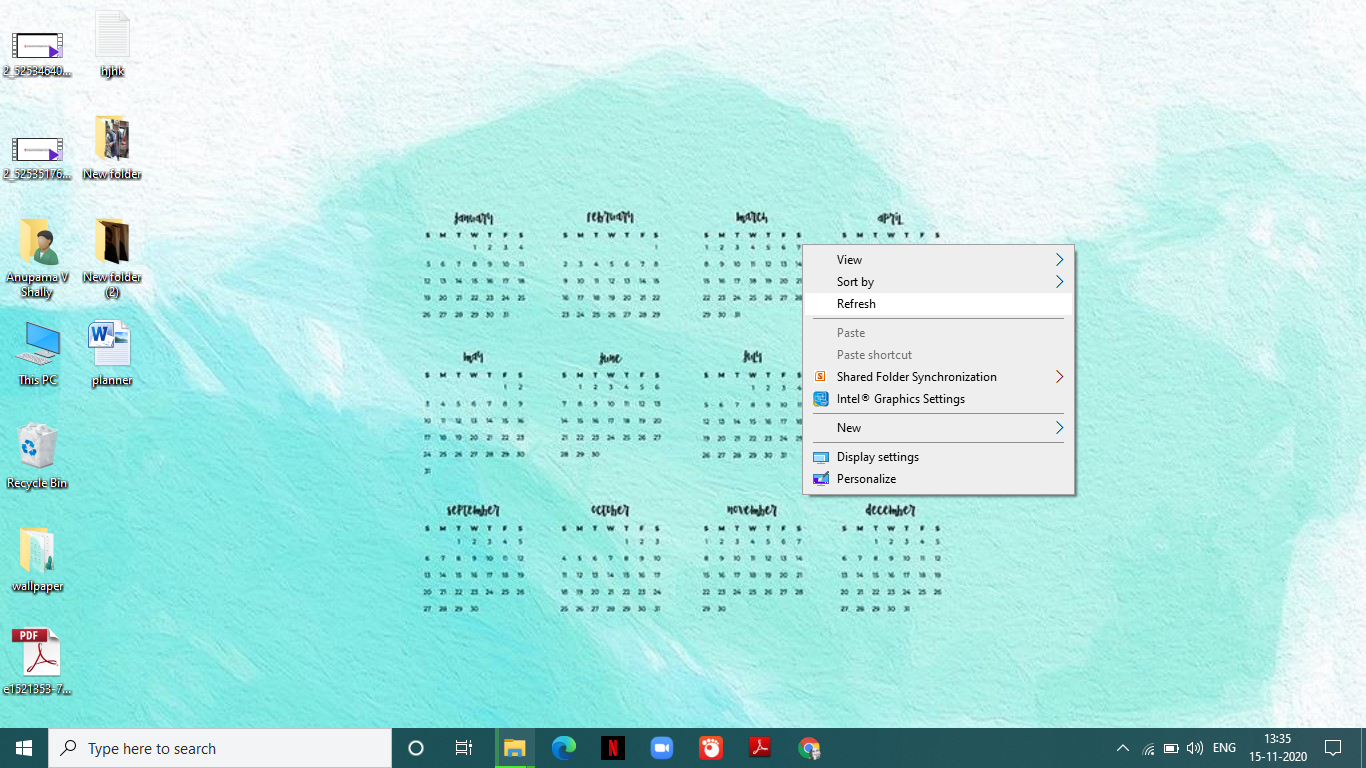 2_52534640...
hjhk
2_52535176...
New folder
Anupama V
Shally
New folder
(2)
This PC
planner
Recycle Bin
wallpaper
PDF
e1521353-7...
january
S M T W T F S
1 2 3 4
5 6 7 8 9 10 11
12 13 14 15 16 17 18
19 20 21 22 23 24 25
26 27 28 29 30 31
february
S M T W T F S
1
2 3 4 5 6 7 8
9 10 11 12 13 14 15
16 17 18 19 20 21 22
23 24 25 26 27 28 29
march
S M T W T F S
1 2 3 4 5 6 7
8 9 10 11 12 13
15 16 17 18 19 20
22 23 24 25 26 27
29 30 31
april
S M T W T F S
may
S M T W T F S
1 2
3 4 5 6 7 8 9
10 11 12 13 14 15 16
17 18 19 20 21 22 23
24 25 26 27 28 29 30
31
june
S M T W T F S
1 2 3 4 5 6
7 8 9 10 11 12 13
14 15 16 17 18 19 20
21 22 23 24 25 26 27
28 29 30
july
S M T W T F S
1 2 3
5 6 7 8 9 10
12 13 14 15 16 17
19 20 21 22 23 24
26 27 28 29 30 31
View
Sort by
Refresh
Paste
Paste shortcut
S Shared Folder Synchronization
Intel® Graphics Settings
New
Display settings
Personalize
september
S M T W T F S
1 2 3 4 5
6 7 8 9 10 11 12
13 14 15 16 17 18 19
20 21 22 23 24 25 26
27 28 29 30
october
S M T W T F S
1 2 3
4 5 6 7 8 9 10
11 12 13 14 15 16 17
18 19 20 21 22 23 24
25 26 27 28 29 30 31
november
S M T W T F S
1 2 3 4 5 6 7
8 9 10 11 12 13 14
15 16 17 18 19 20 21
22 23 24 25 26 27 28
29 30
december
S M T W T F S
1 2 3 4 5
6 7 8 9 10 11 12
13 14 15 16 17 18 19
20 21 22 23 24 25 26
27 28 29 30 31
Type here to search
ENG
13:35
15-11-2020